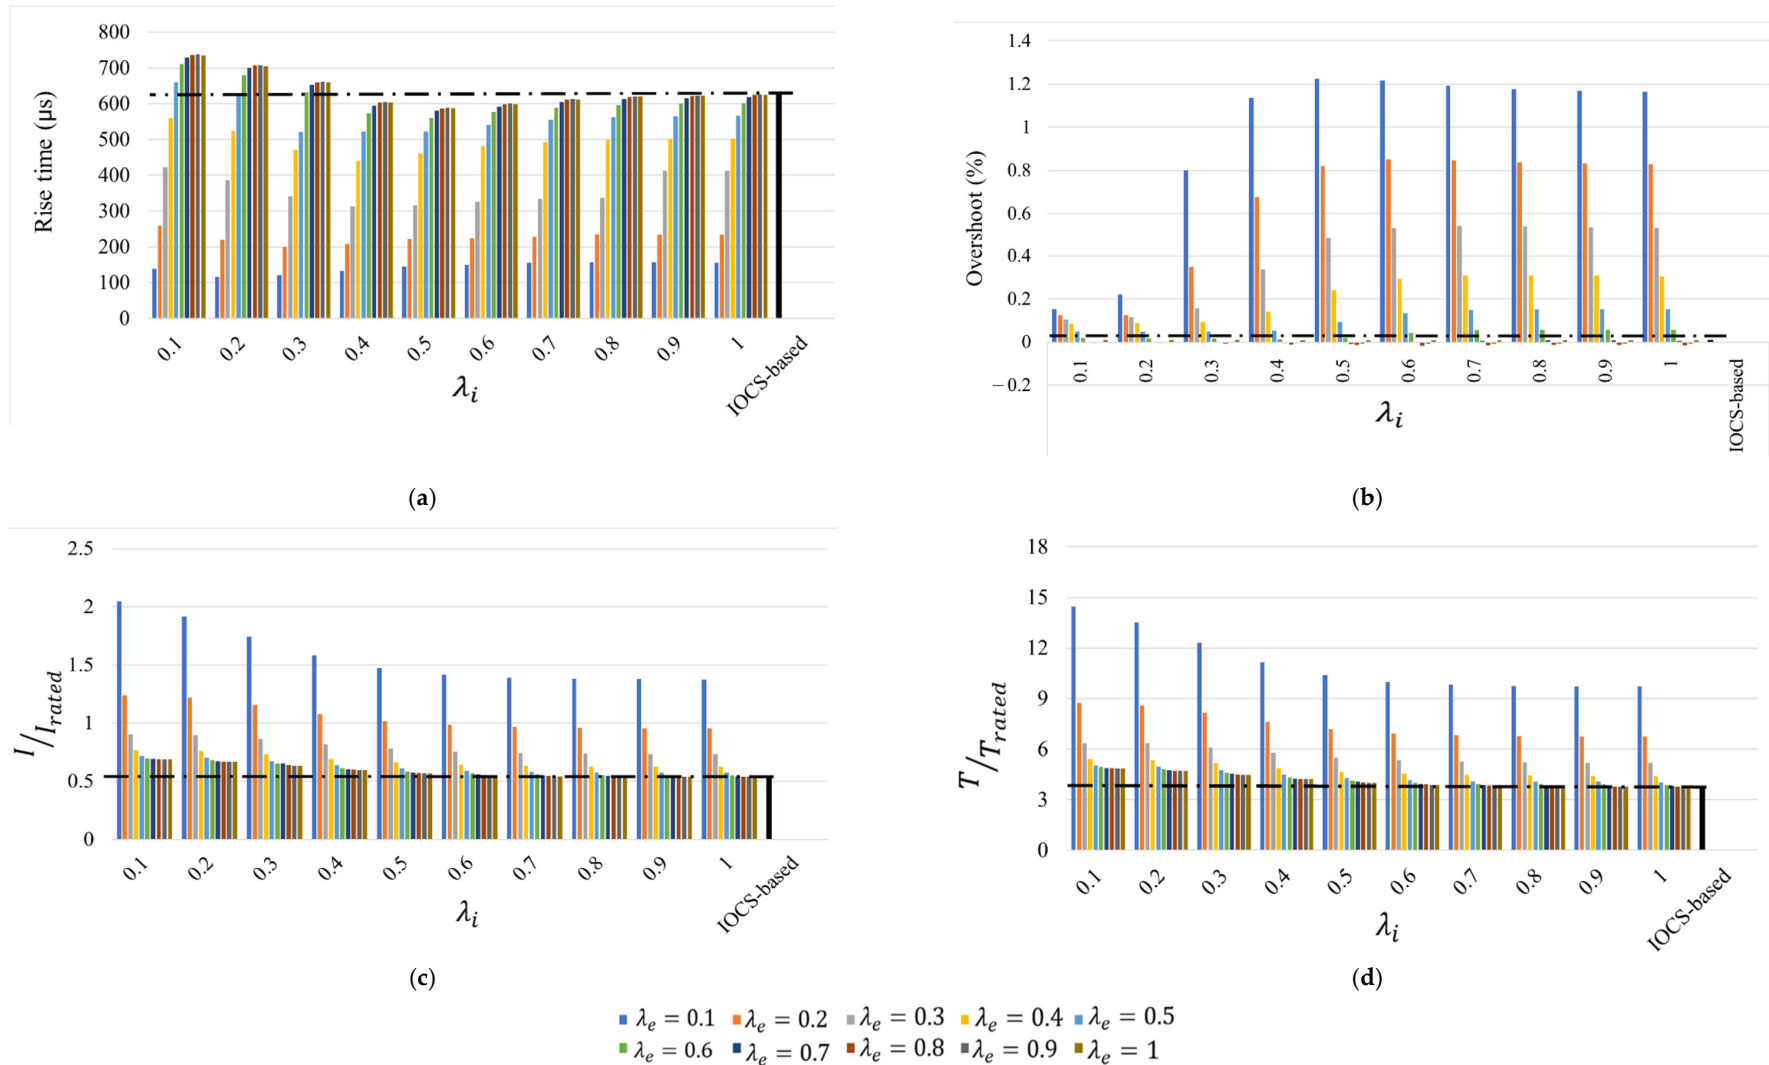 800
700
600
500
400
300
200
100
0
Rise time (μs)
0.1 0.2 0.3 0.4 0.5 0.6 0.7 0.8 0.9 1 IOCS-based
λi
(a)
1.4
1.2
1
0.8
0.6
0.4
0.2
0
−0.2
Overshoot (%)
0.1 0.2 0.3 0.4 0.5 0.6 0.7 0.8 0.9 1 IOCS-based
λi
(b)
2.5
2
1.5
1
0.5
0
I/Irated
0.1 0.2 0.3 0.4 0.5 0.6 0.7 0.8 0.9 1 IOCS-based
λi
(c)
18
15
12
9
6
3
0
T/Trated
0.1 0.2 0.3 0.4 0.5 0.6 0.7 0.8 0.9 1 IOCS-based
λi
(d)
λe = 0.1 λe = 0.2 λe = 0.3 λe = 0.4 λe = 0.5
λe = 0.6 λe = 0.7 λe = 0.8 λe = 0.9 λe = 1